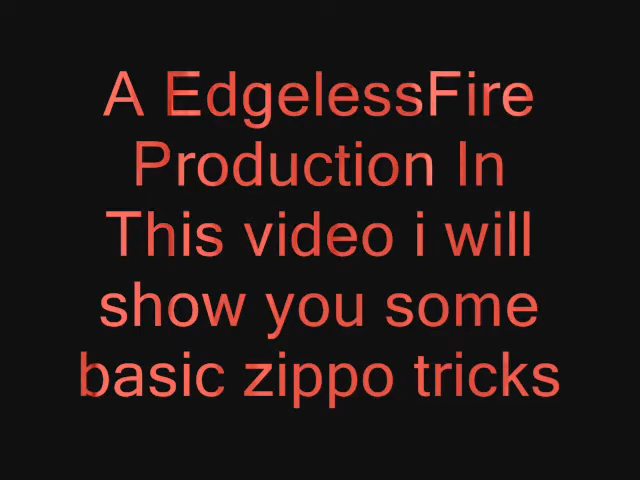 A EdgelessFire
Production In
This video i will
show you some
basic zippo tricks